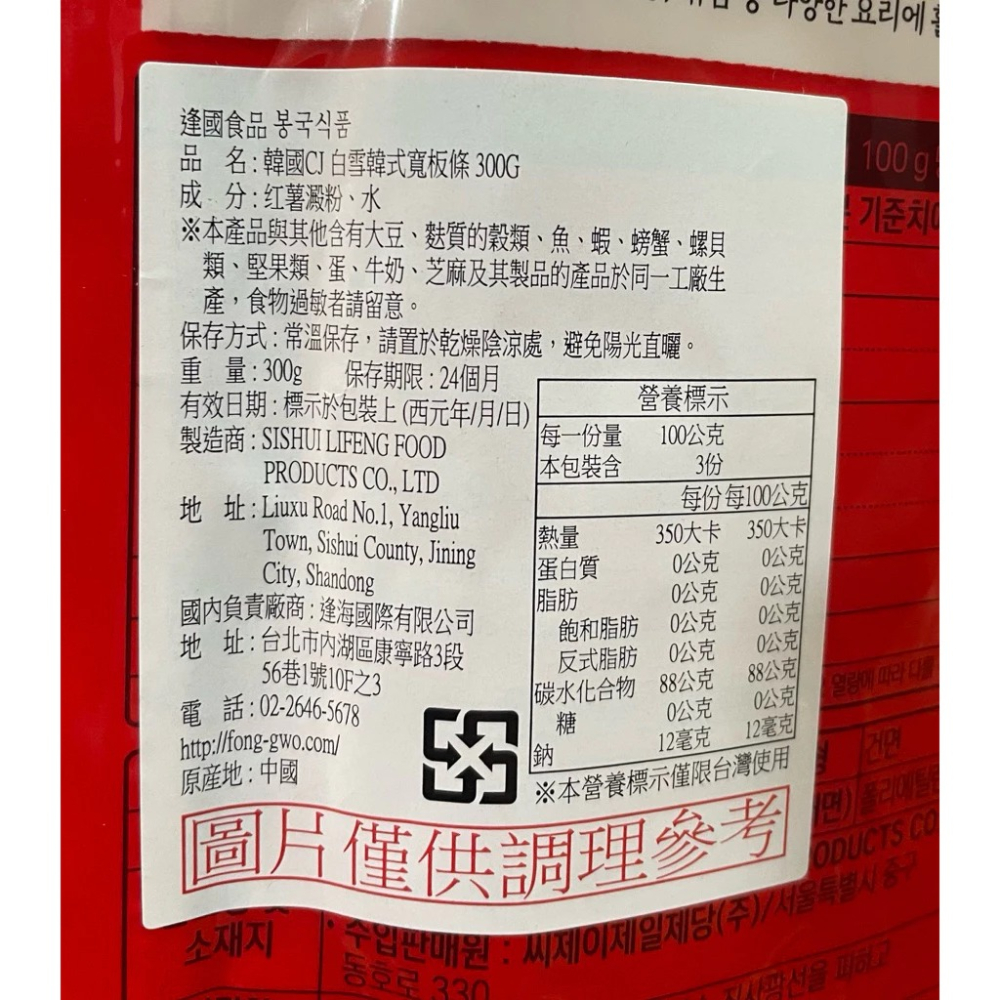 다양한 요리에
100 g
기준치에
逢國食品 봉국식품
品 名:韓國CJ 白雪韓式寬板條 300G
成 分:红薯澱粉、水
※本產品與其他含有大豆、麩質的穀類、魚、蝦、螃蟹、螺貝
類、堅果類、蛋、牛奶、芝麻及其製品的產品於同一工廠生
產，食物過敏者請留意。
保存方式:常溫保存，請置於乾燥陰涼處，避免陽光直曬。
重 量:300g 保存期限:24個月
有效日期:標示於包裝上(西元年/月/日)
製造商:SISHUI LIFENG FOOD
PRODUCTS CO., LTD
地 址:Liuxu Road No.1, Yangliu
Town, Sishui County, Jining
City, Shandong
國內負責廠商:逢海國際有限公司
地 址:台北市內湖區康寧路3段
56巷1號10F之3
電 話:02-2646-5678
http://fong-gwo.com/
原產地:中國
營養標示
每一份量 100公克
本包裝含 3份
每份 每100公克
熱量 350大卡 350大卡
蛋白質 0公克 0公克
脂肪 0公克 0公克
飽和脂肪 0公克 0公克
反式脂肪 0公克 0公克
碳水化合物 88公克 88公克
糖 0公克 0公克
鈉 12毫克 12毫克
※本營養標示僅限台灣使用
圖片僅供調理參考
열량에 따라 다를
건면
ODUCTS CO
소재지
수입판매원 : 씨제이제일제당(주)/서울특별시 중구
동호로 330